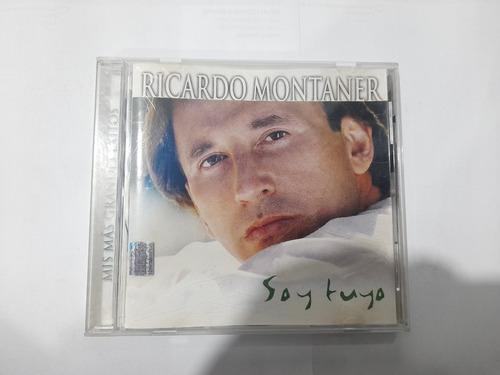 RICARDO MONTANER
MIS MÁS GRANDES ÉXITOS
Soy tuyo